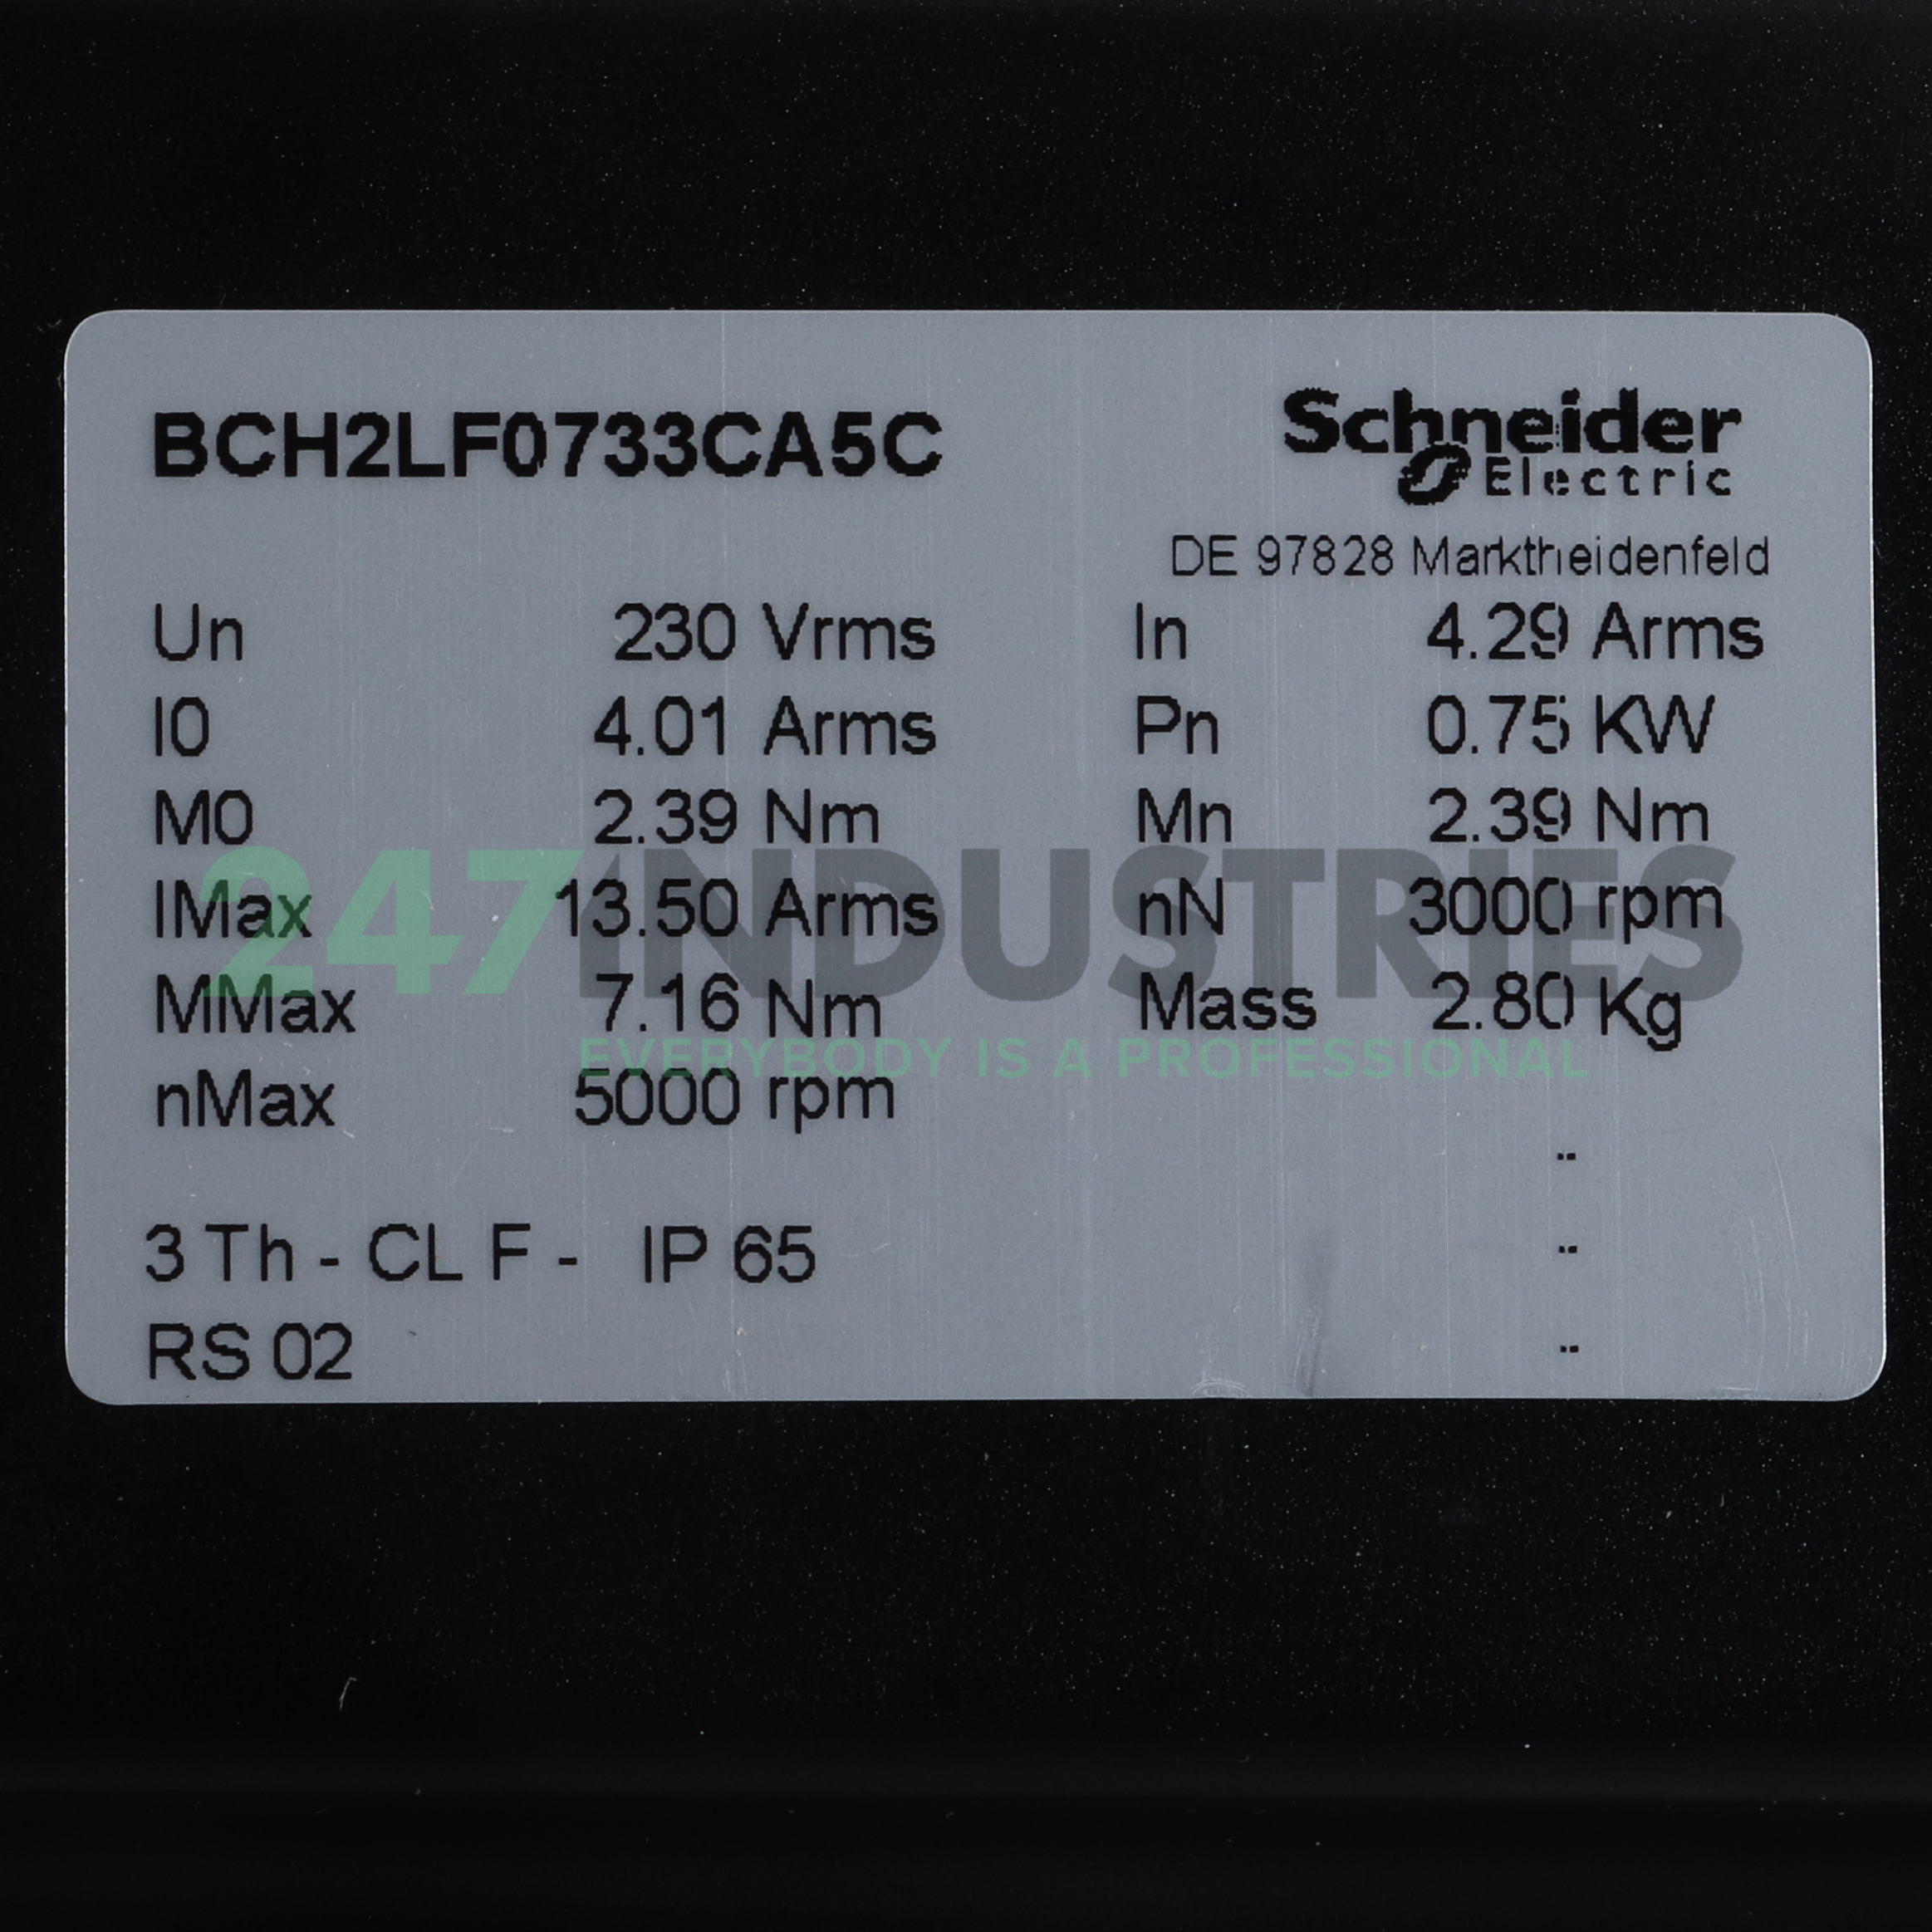 BCH2LF0733CA5C
Schneider
Electric
DE 97828 Marktheidenfeld
Un 230 Vrms In 4.29 Arms
I0 4.01 Arms Pn 0.75 KW
M0 2.39 Nm Mn 2.39 Nm
IMax 13.50 Arms nN 3000 rpm
247INDUSTRIES
MMax 7.16 Nm Mass 2.80 Kg
EVERYBODY IS A PROFESSIONAL
nMax 5000 rpm
3 Th - CL F - IP 65
RS 02